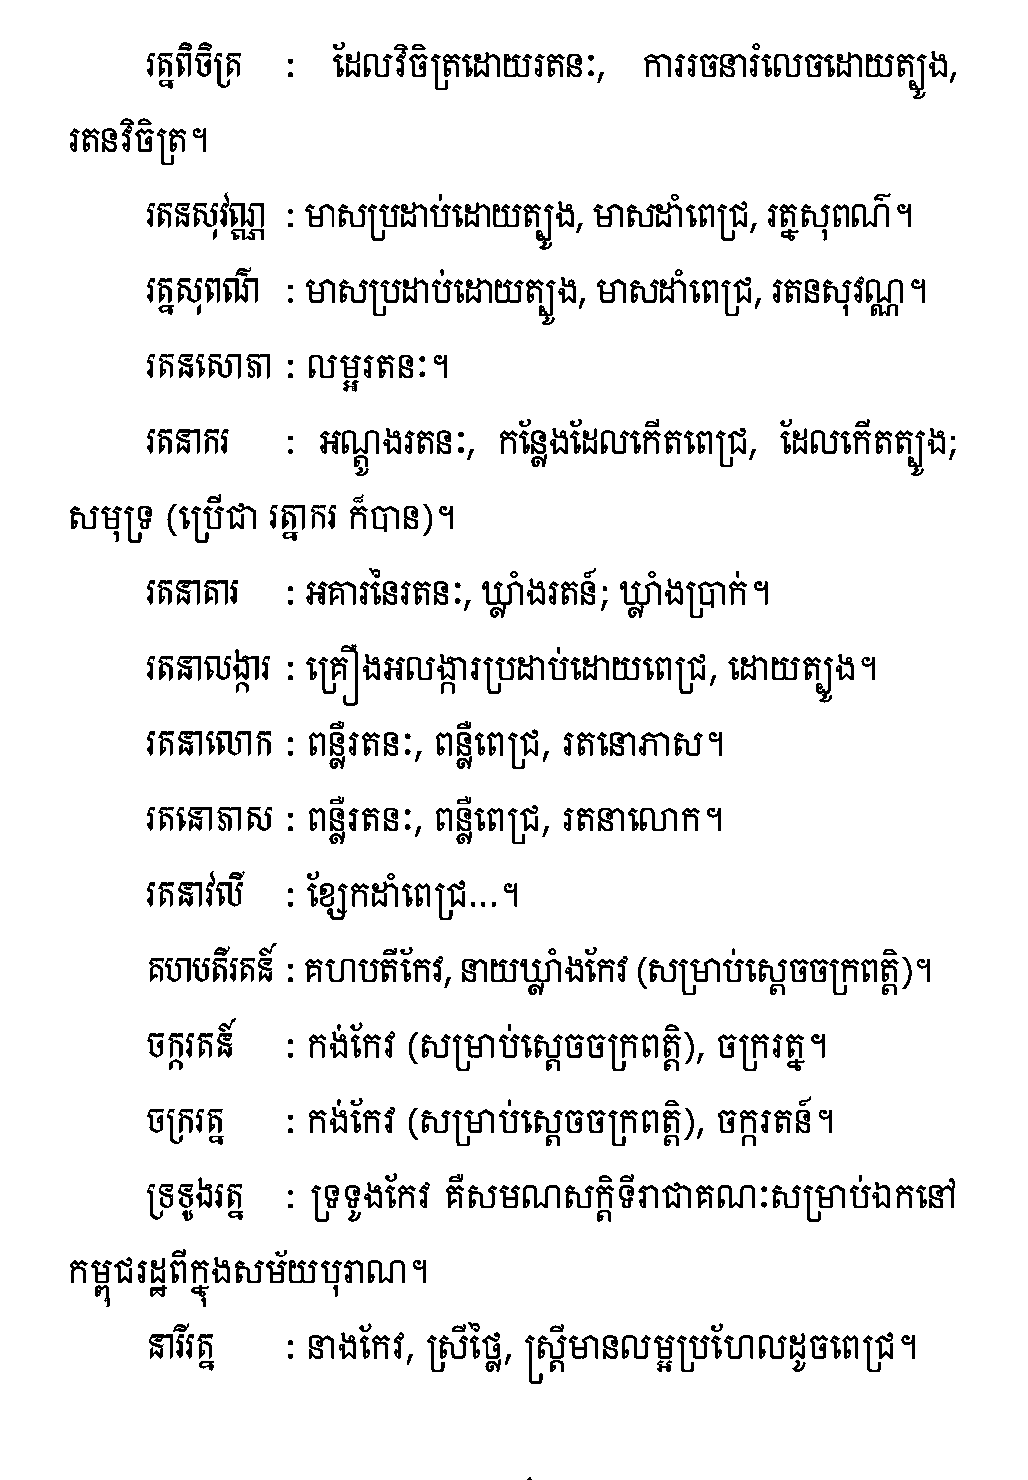 រត្នពិចិត្រ : ដែលវិចិត្រដោយរតនៈ, ការរចនារំលេចដោយត្បូង,
រតនវិចិត្រ។
រតនសុវណ្ណ : មាសប្រដាប់ដោយត្បូង, មាសដាំពេជ្រ, រត្នសុពណ៌។
រត្នសុពណ៌ : មាសប្រដាប់ដោយត្បូង, មាសដាំពេជ្រ, រតនសុវណ្ណ។
រតនសោភា : លម្អរតនៈ។
រតនាករ : អណ្ដូងរតនៈ, កន្លែងដែលកើតពេជ្រ, ដែលកើតត្បូង;
សមុទ្រ (ប្រើជា រត្នាករ ក៏បាន)។
រតនាគារ : អគារនៃរតនៈ, ឃ្លាំងរតន៍; ឃ្លាំងប្រាក់។
រតនាលង្ការ : គ្រឿងអលង្ការប្រដាប់ដោយពេជ្រ, ដោយត្បូង។
រតនាលោក : ពន្លឺរតនៈ, ពន្លឺពេជ្រ, រតនោភាស។
រតនោភាស : ពន្លឺរតនៈ, ពន្លឺពេជ្រ, រតនាលោក។
រតនាវលី : ខ្សែកដាំពេជ្រ...។
គហបតីរតន៍ : គហបតីកែវ, នាយឃ្លាំងកែវ (សម្រាប់ស្ដេចចក្រពត្តិ)។
ចក្ករតន៍ : កង់កែវ (សម្រាប់ស្ដេចចក្រពត្តិ), ចក្ររត្ន។
ចក្ររត្ន : កង់កែវ (សម្រាប់ស្ដេចចក្រពត្តិ), ចក្ករតន៍។
ទ្រទូងរត្ន : ទ្រទូងកែវ គឺសមណសក្ដិទីរាជាគណៈសម្រាប់ឯកនៅ
កម្ពុជរដ្ឋពីក្នុងសម័យបុរាណ។
នារីរត្ន : នាងកែវ, ស្រីថ្លៃ, ស្ត្រីមានលម្អប្រហែលដូចពេជ្រ។